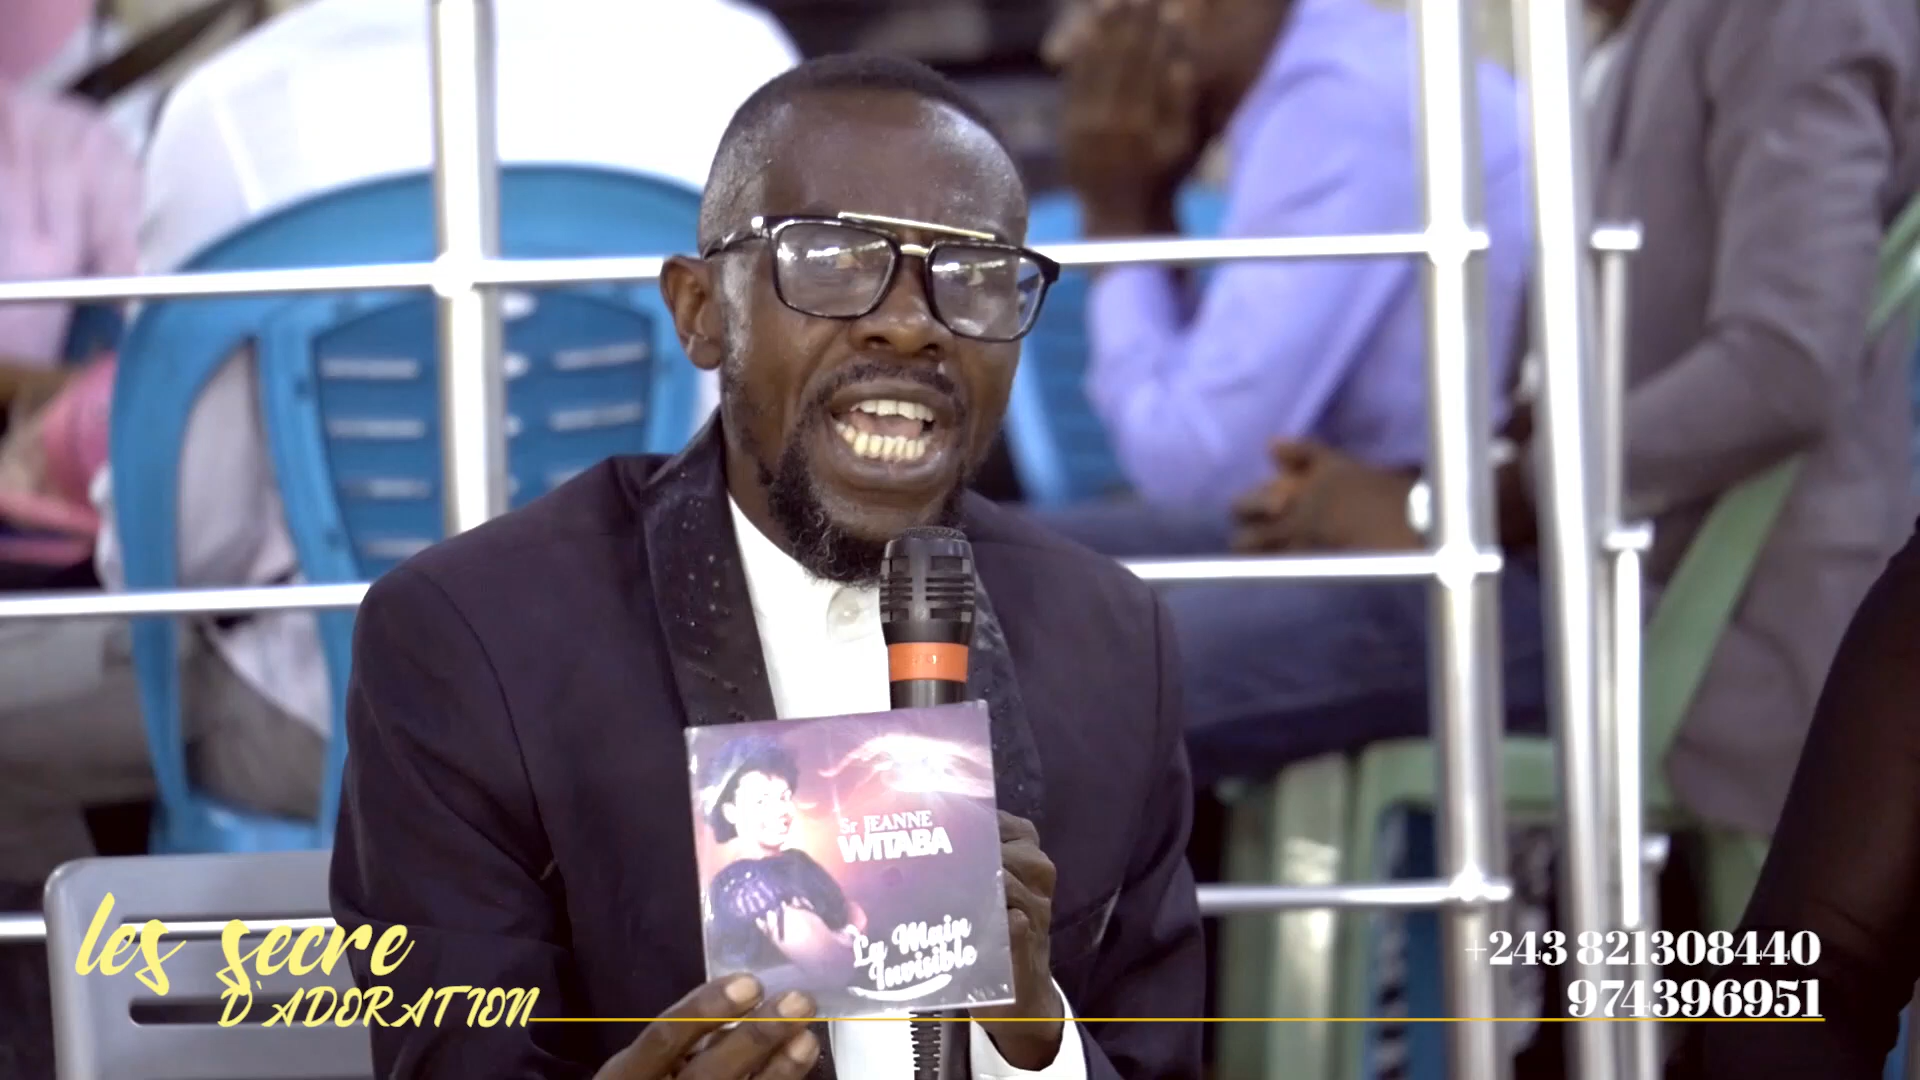 Sr JEANNE
WITABA
La Main
Invisible
les secre
D`ADORATION
+243 821308440
974396951